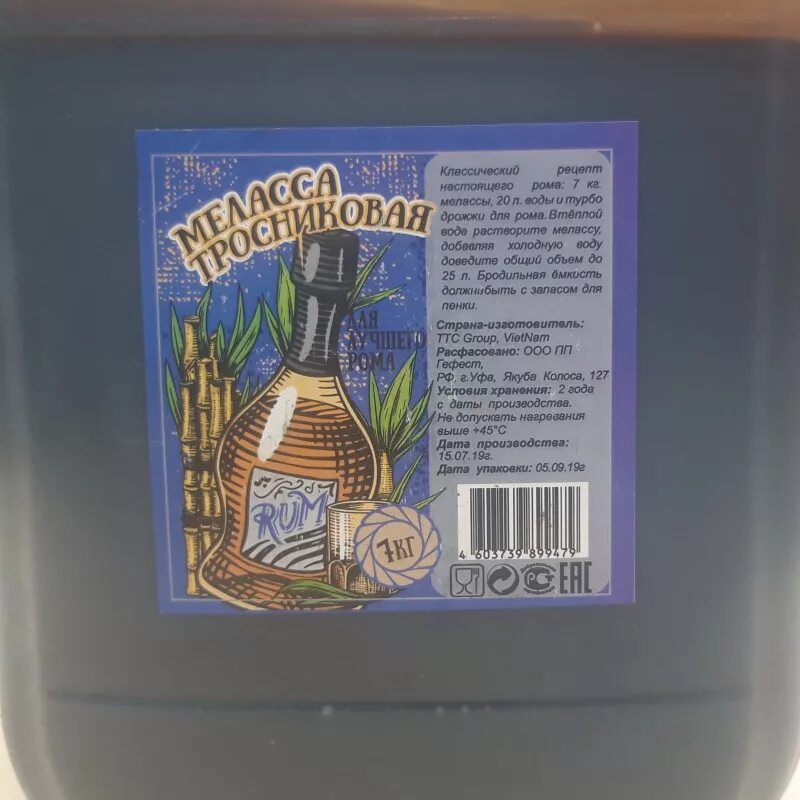 МЕЛАССА
ТРОСНИКОВАЯ
ДЛЯ
ЛУЧШЕГО
РОМА
RUM
7КГ
Классический рецепт
настоящего рома: 7 кг.
мелассы, 20 л. воды и турбо
дрожжи для рома. Втёплой
воде растворите мелассу,
добавляя холодную воду
доведите общий объем до
25 л. Бродильная ёмкость
должнабыть с запасом для
пенки.
Страна-изготовитель:
TTC Group, VietNam
Расфасовано: ООО ПП
Гефест,
РФ, г.Уфа, Якуба Колоса, 127
Условия хранения: 2 года
с даты производства.
Не допускать нагревания
выше +45°С
Дата производства:
15.07.19г.
Дата упаковки: 05.09.19г
4 603739 899479
EAC